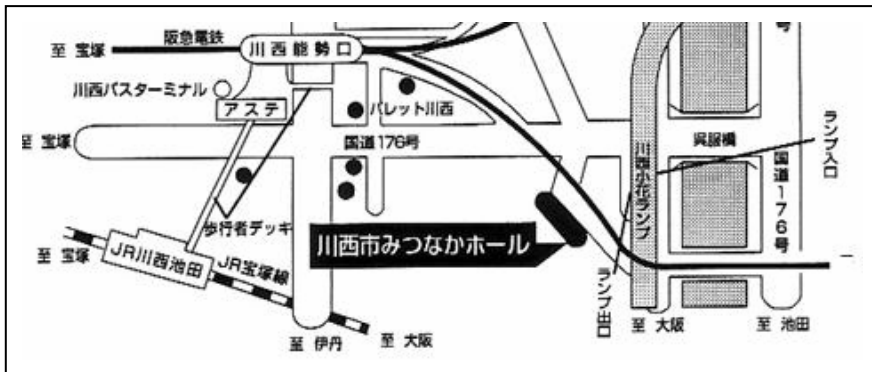 至 宝塚
阪急電鉄
川西能勢口
号
川西バスターミナル
アステ
パレット川西
国道176号
至 宝塚
歩行者デッキ
川西市みつなかホール
JR川西池田
JR宝塚線
至 宝塚
至 伊丹
至 大阪
川西小花ランプ
呉服橋
国道176号
ランプ入口
ランプ出口
至 大阪
至 池田